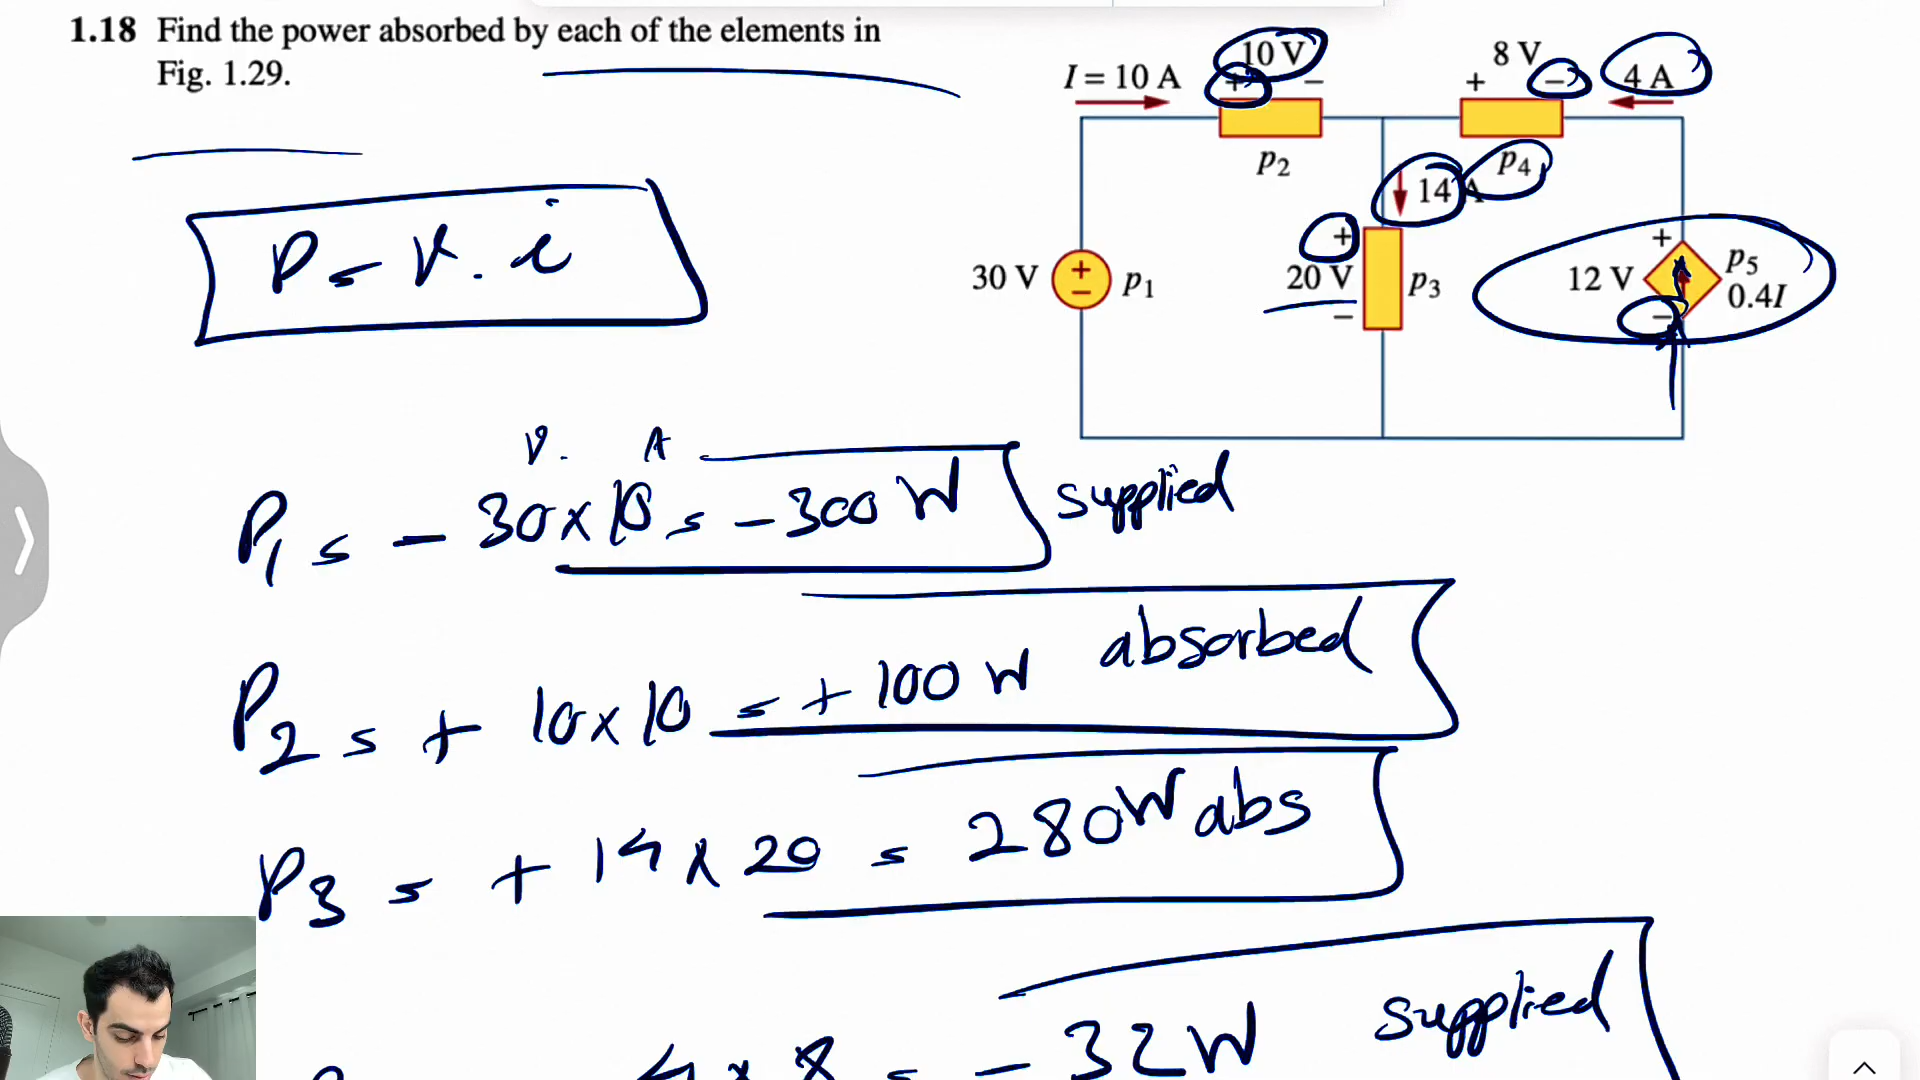 1.18 Find the power absorbed by each of the elements in
Fig. 1.29.
I = 10 A
10 V
+ −
p2
8 V
+ −
4 A
p4
14 A
30 V
+
−
p1
+
20 V
−
p3
+
12 V
−
p5
0.4I
P = V . i
V. A
P1 = - 30 x 10 = - 300 W supplied
P2 = + 10 x 10 = + 100 W absorbed
P3 = + 14 x 20 = 280 W abs
4 x 8 = - 32 W supplied